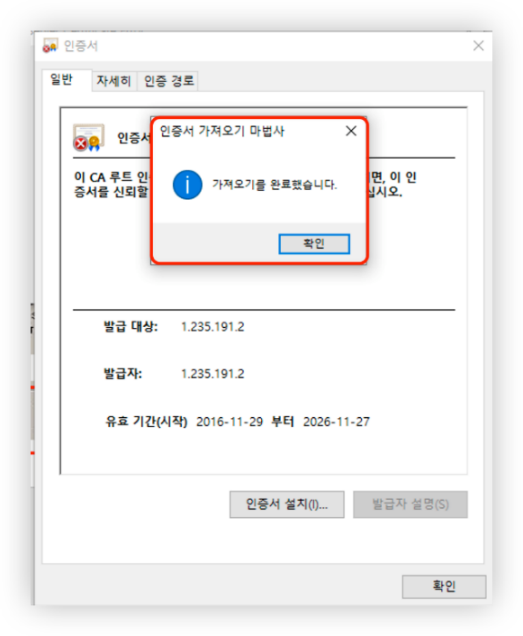 인증서
일반 자세히 인증 경로
인증서 가져오기 마법사
가져오기를 완료했습니다.
확인
인증서
이 CA 루트 인 면, 이 인
증서를 신뢰할 십시오.
발급 대상: 1.235.191.2
발급자: 1.235.191.2
유효 기간(시작) 2016-11-29 부터 2026-11-27
인증서 설치(I)... 발급자 설명(S)
확인